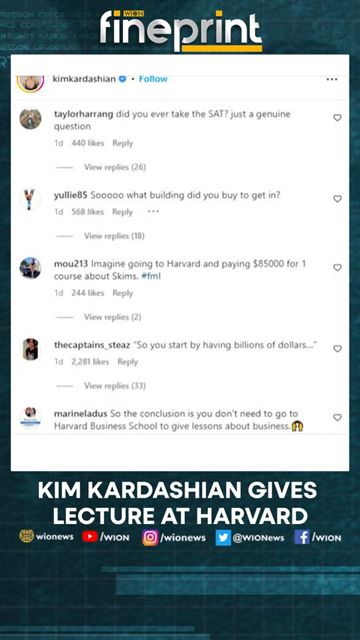 WION
fineprint
kimkardashian • Follow
taylorharrang did you ever take the SAT? just a genuine
question
1d 440 likes Reply
View replies (26)
yullie85 Sooooo what building did you buy to get in?
1d 568 likes Reply
View replies (18)
mou213 Imagine going to Harvard and paying $85000 for 1
course about Skims. #fml
1d 244 likes Reply
View replies (2)
thecaptains_steaz "So you start by having billions of dollars..."
1d 2,281 likes Reply
View replies (33)
marineladus So the conclusion is you don't need to go to
Harvard Business School to give lessons about business.
KIM KARDASHIAN GIVES
LECTURE AT HARVARD
wionews /WION /wionews @WIONews /WION